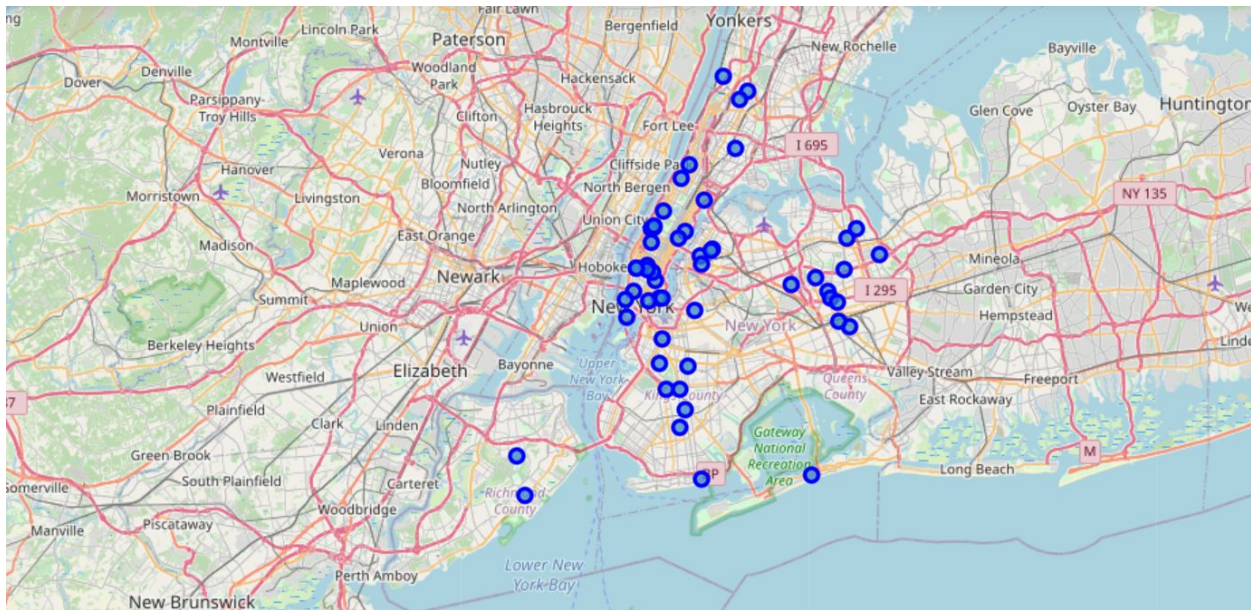 Fair Lawn
Yonkers
Bergenfield
Lincoln Park
Paterson
Montville
New Rochelle
Bayville
Denville
Woodland
Park
Hackensack
Dover
Parsippany-
Troy Hills
Hasbrouck
Heights
Glen Cove
Oyster Bay
Huntington
Clifton
Fort Lee
I 695
Verona
Nutley
Cliffside Pa
Hanover
Bloomfield
North Bergen
NY 135
Morristown
Livingston
North Arlington
Union City
East Orange
Madison
Mineola
Newark
Hoboke
Maplewood
Garden City
I 295
Summit
New York
Hempstead
Union
New York
Berkeley Heights
Elizabeth
Bayonne
Upper
New York
Bay
Valley Stream
Freeport
Westfield
Queens
County
Kings County
East Rockaway
Plainfield
Clark
Linden
Gateway
National
Recreation
Area
Green Brook
M
South Plainfield
Carteret
BP
Long Beach
Somerville
Richmond
County
Woodbridge
Piscataway
Manville
Lower New
York Bay
Perth Amboy
New Brunswick